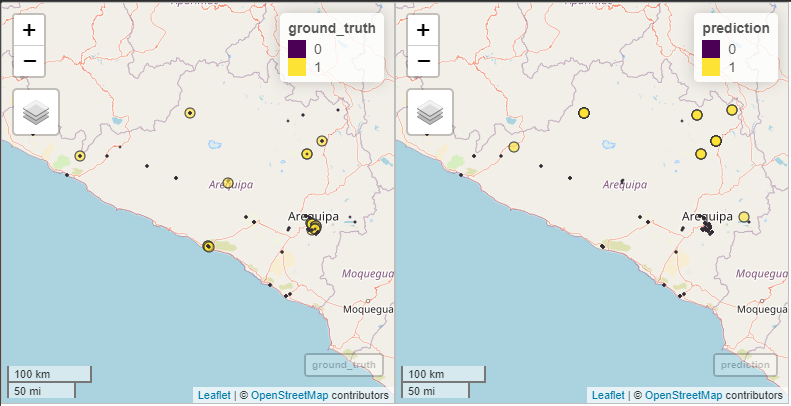 +
−
ground_truth
0
1
Arequipa
Arequipa
Moquegua
Moquegua
100 km
50 mi
ground_truth
Leaflet | © OpenStreetMap contributors
+
−
prediction
0
1
Arequipa
Arequipa
Moquegua
Moquegua
100 km
50 mi
prediction
Leaflet | © OpenStreetMap contributors